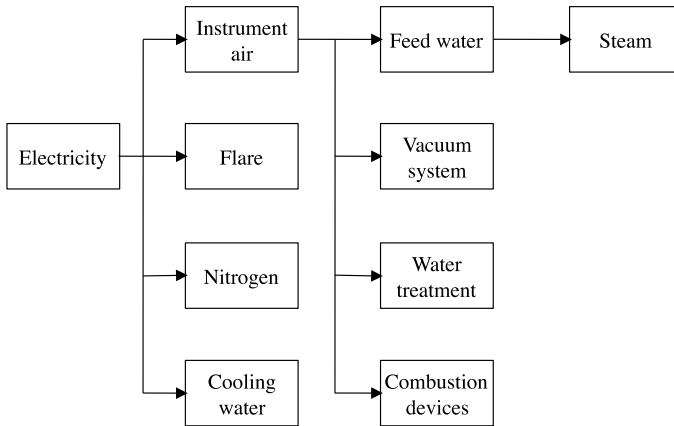 Instrument
air
Feed water
Steam
Electricity
Flare
Vacuum
system
Nitrogen
Water
treatment
Cooling
water
Combustion
devices